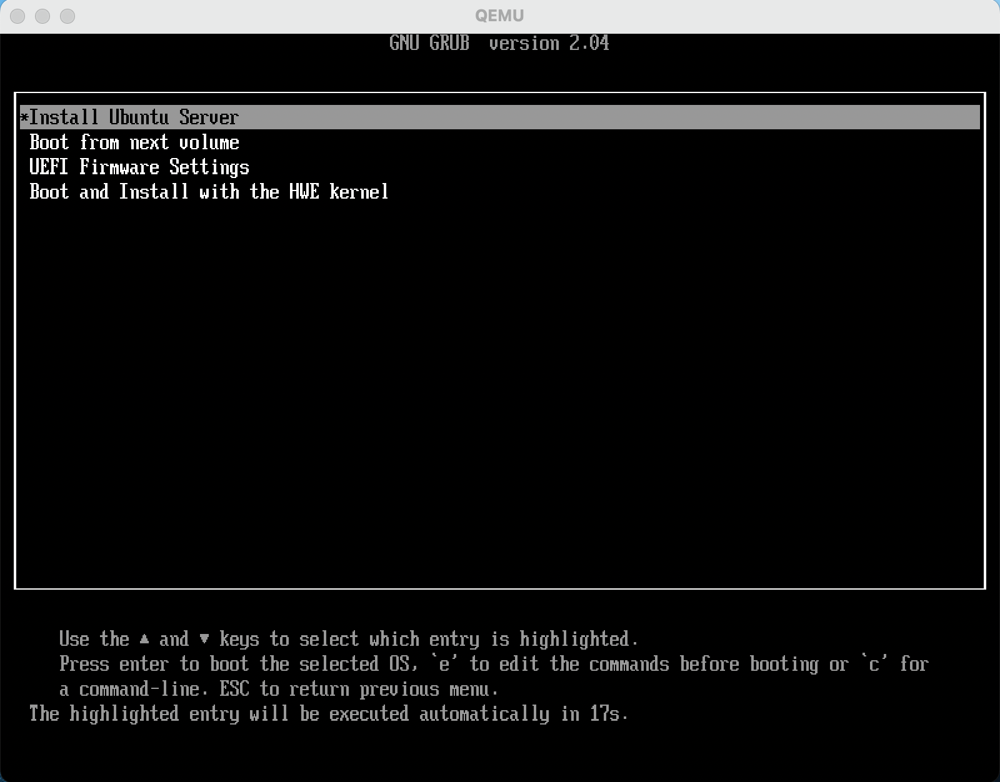 QEMU
GNU GRUB  version 2.04
*Install Ubuntu Server
Boot from next volume
UEFI Firmware Settings
Boot and Install with the HWE kernel
Use the ▲ and ▼ keys to select which entry is highlighted.
Press enter to boot the selected OS, `e' to edit the commands before booting or `c' for
a command-line. ESC to return previous menu.
The highlighted entry will be executed automatically in 17s.